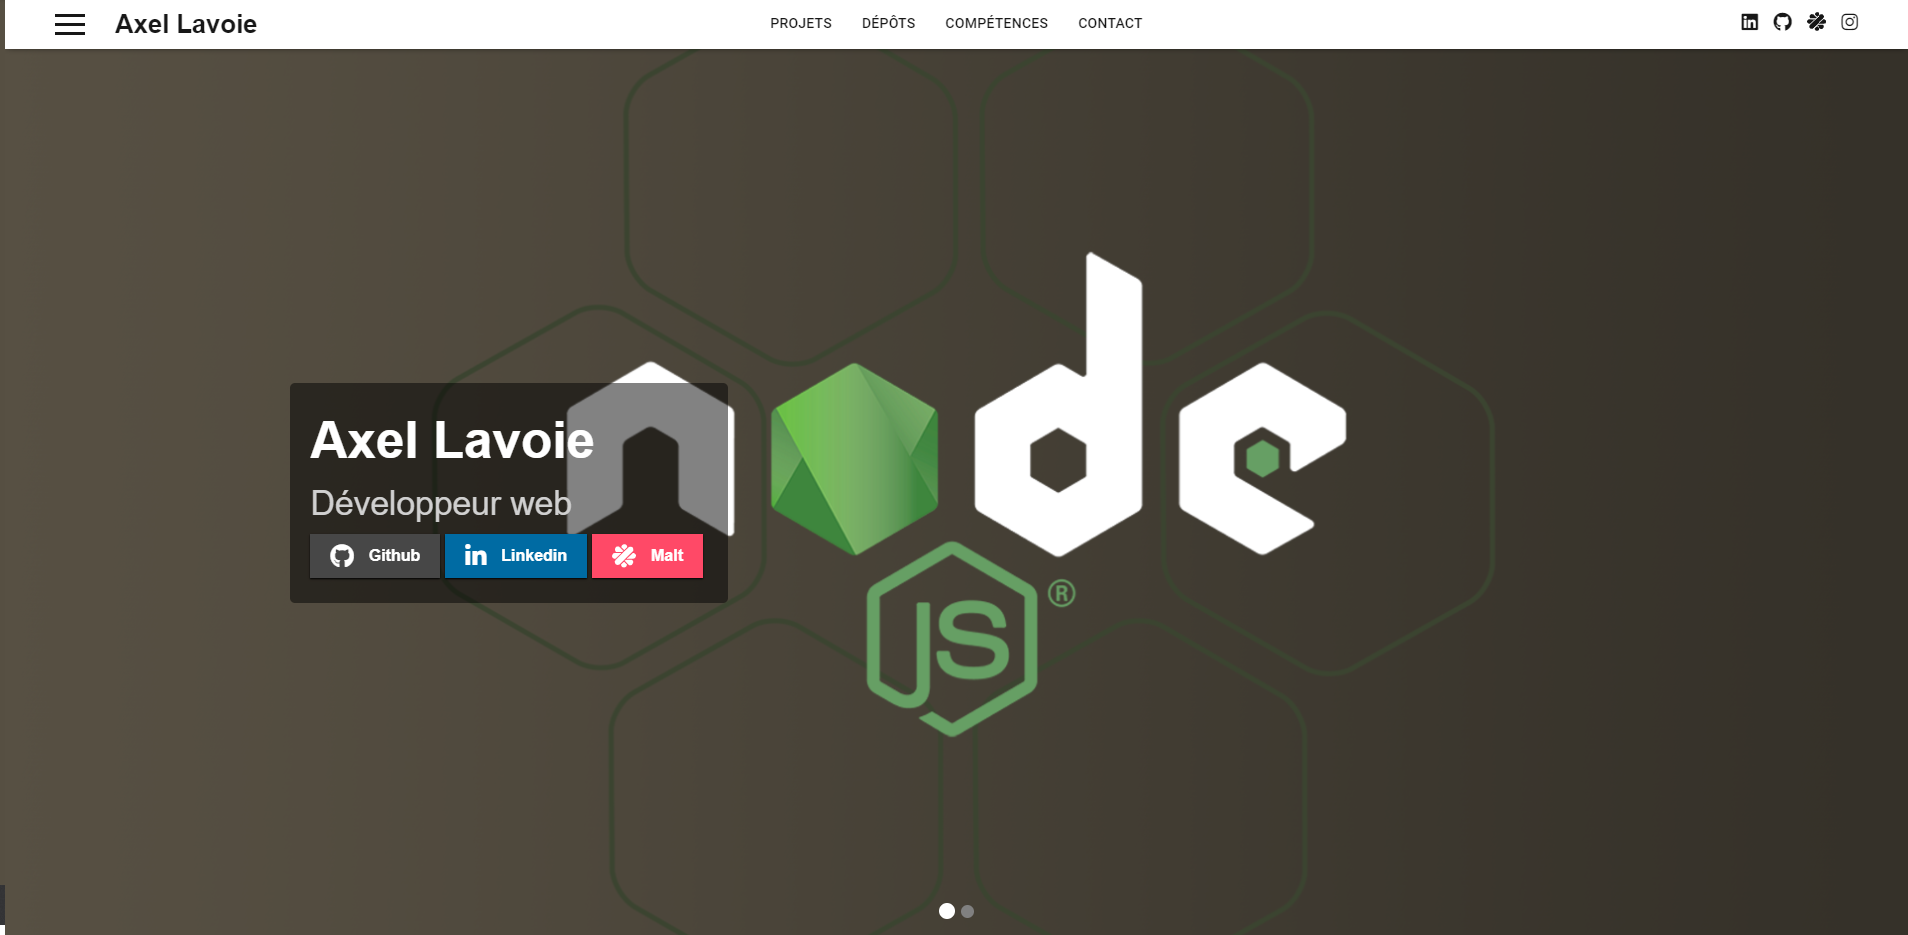 Axel Lavoie
PROJETS DÉPÔTS COMPÉTENCES CONTACT
node
JS ®
Axel Lavoie
Développeur web
Github Linkedin Malt